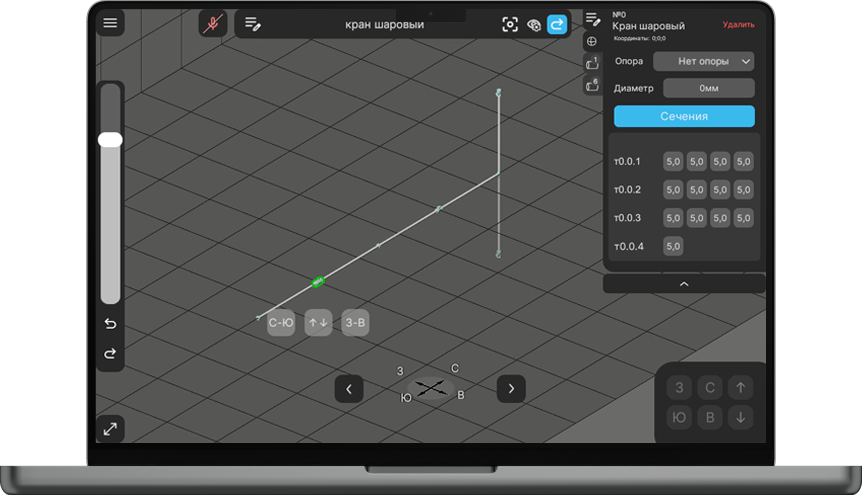 кран шаровый
№0
Кран шаровый
Координаты: 0;0;0
Удалить
1
6
Опора
Нет опоры
Диаметр
0мм
Сечения
т0.0.1 5,0 5,0 5,0 5,0
т0.0.2 5,0 5,0 5,0 5,0
т0.0.3 5,0 5,0 5,0 5,0
т0.0.4 5,0
С-Ю ↑↓ З-В
З С
Ю В
З С ↑
Ю В ↓